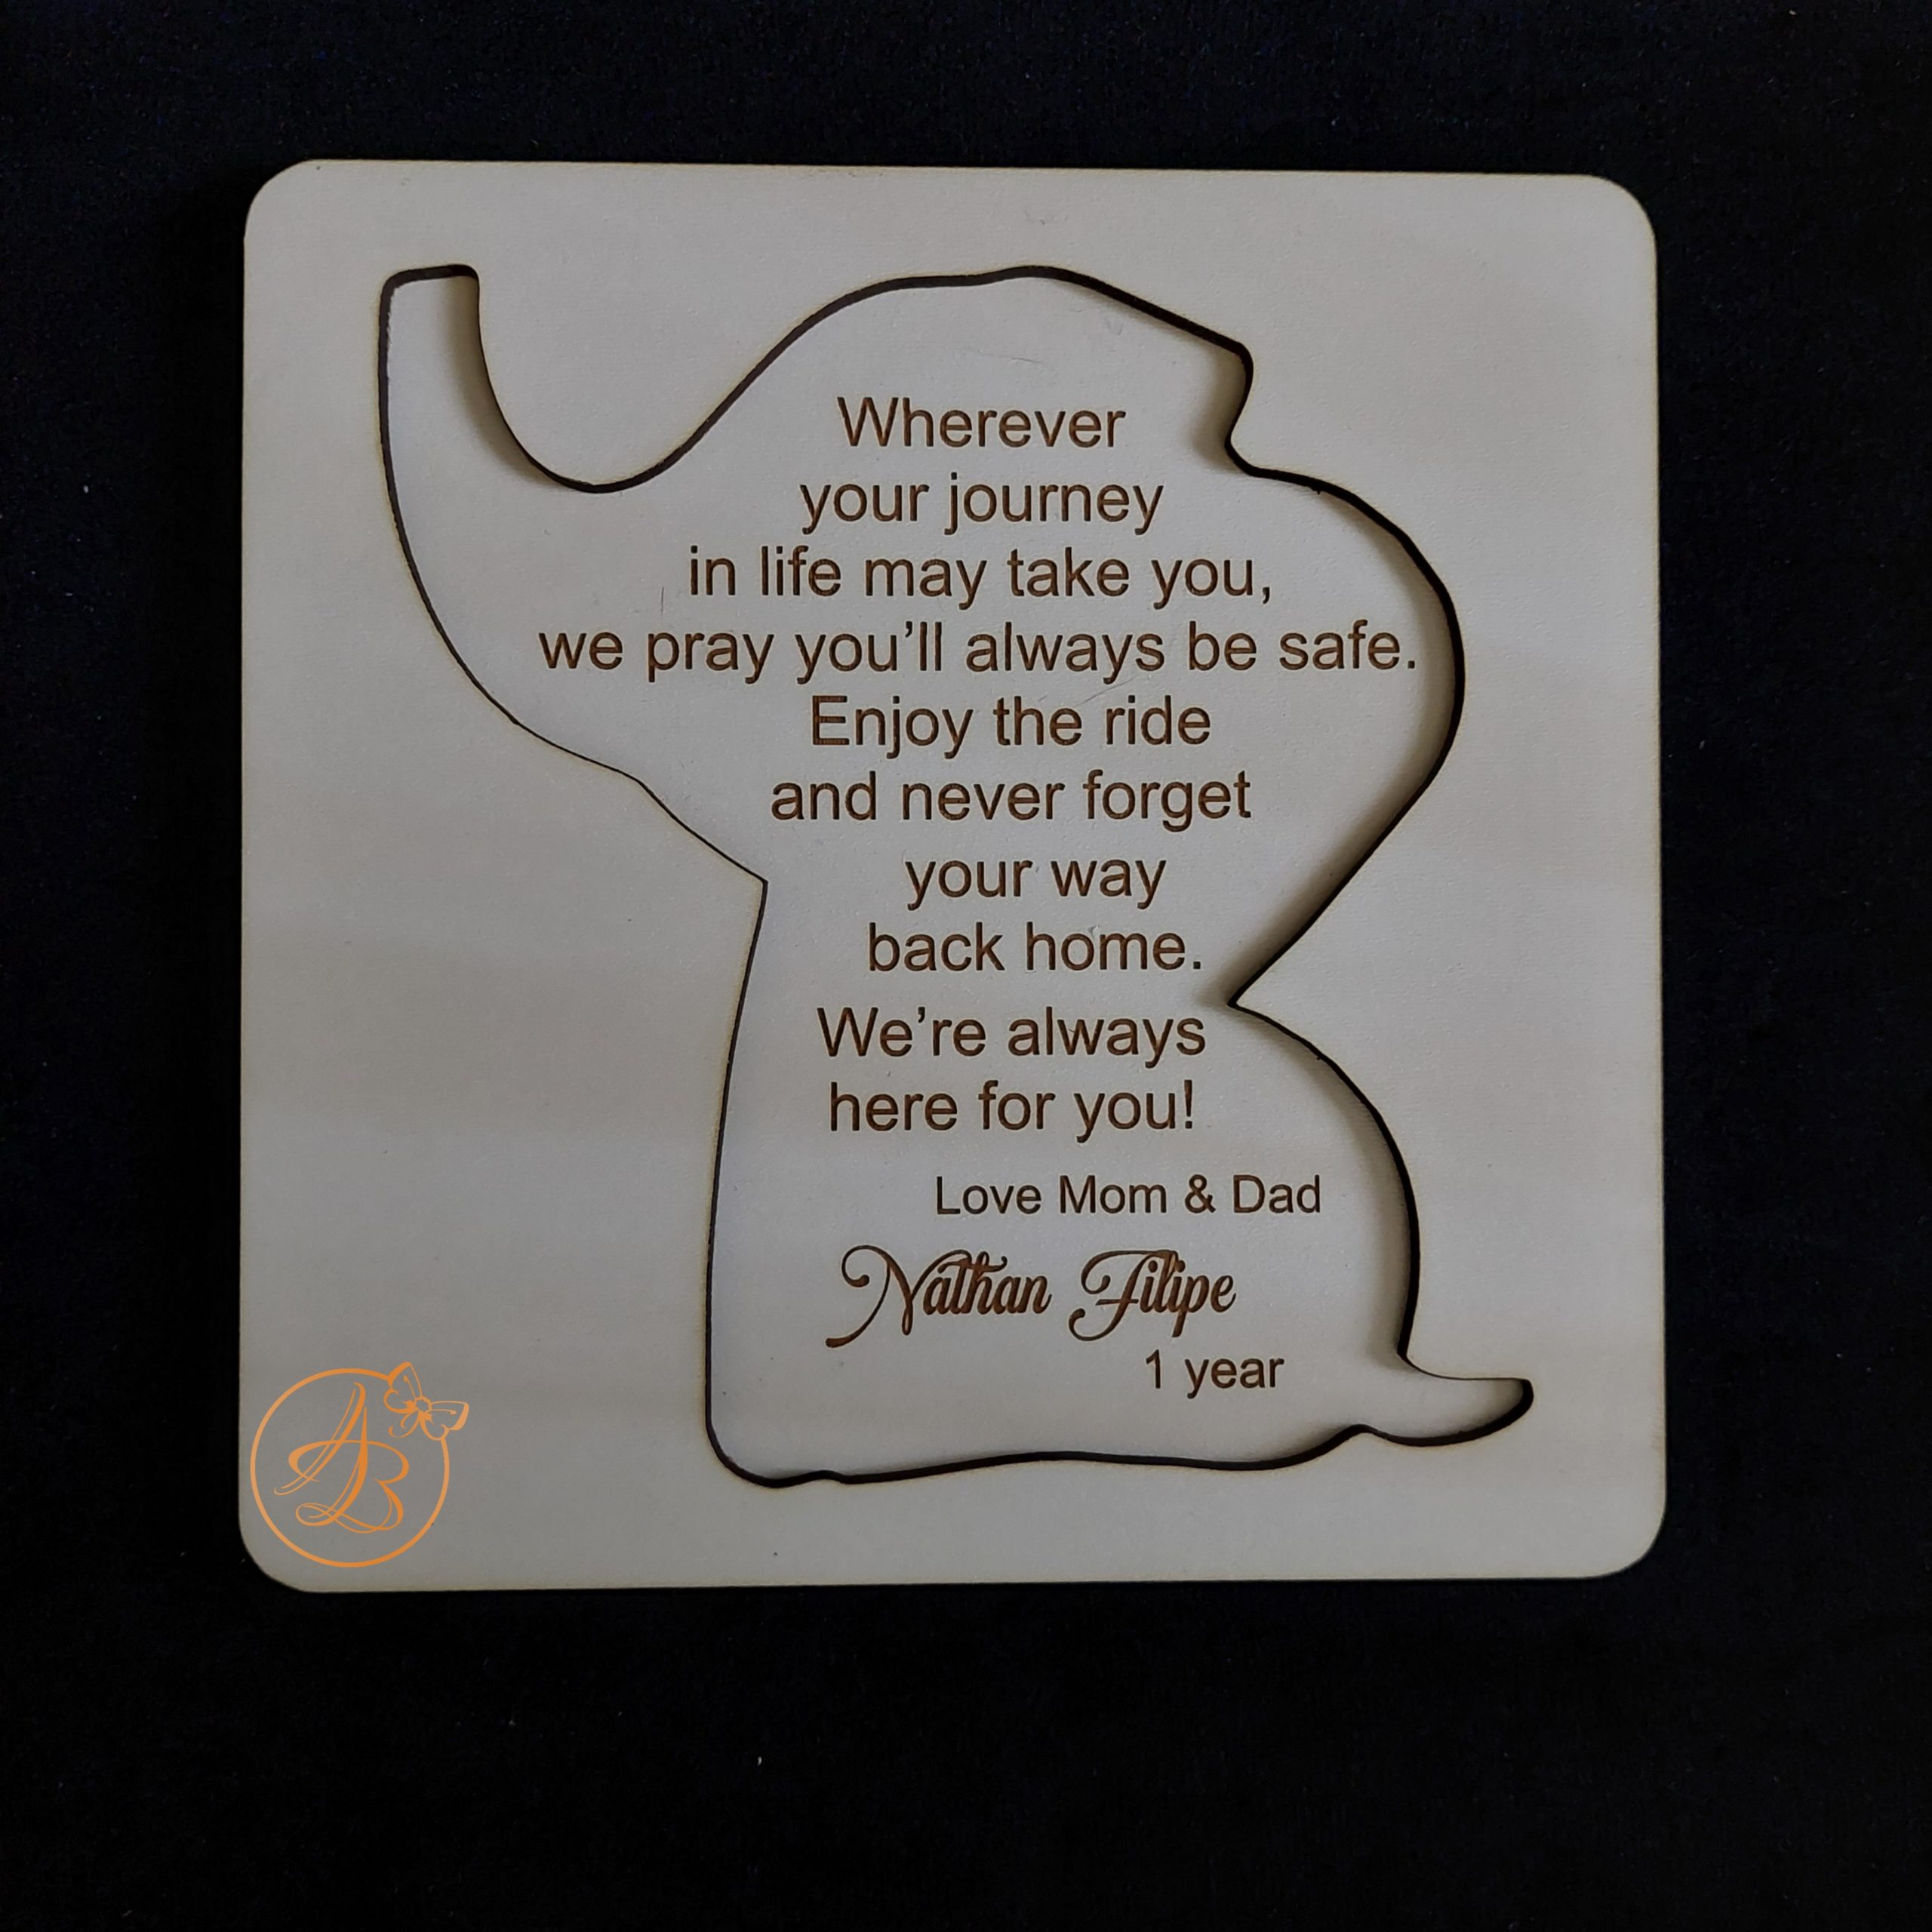 Wherever
your journey
in life may take you,
we pray you’ll always be safe.
Enjoy the ride
and never forget
your way
back home.
We’re always
here for you!
Love Mom & Dad
Nathan Filipe
1 year
AB